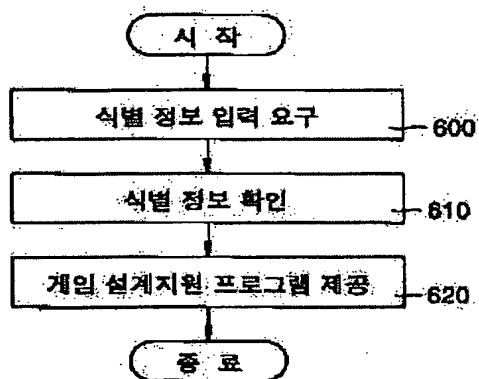 시 작
식별 정보 입력 요구
600
식별 정보 확인
610
게임 설계지원 프로그램 제공
620
종 료